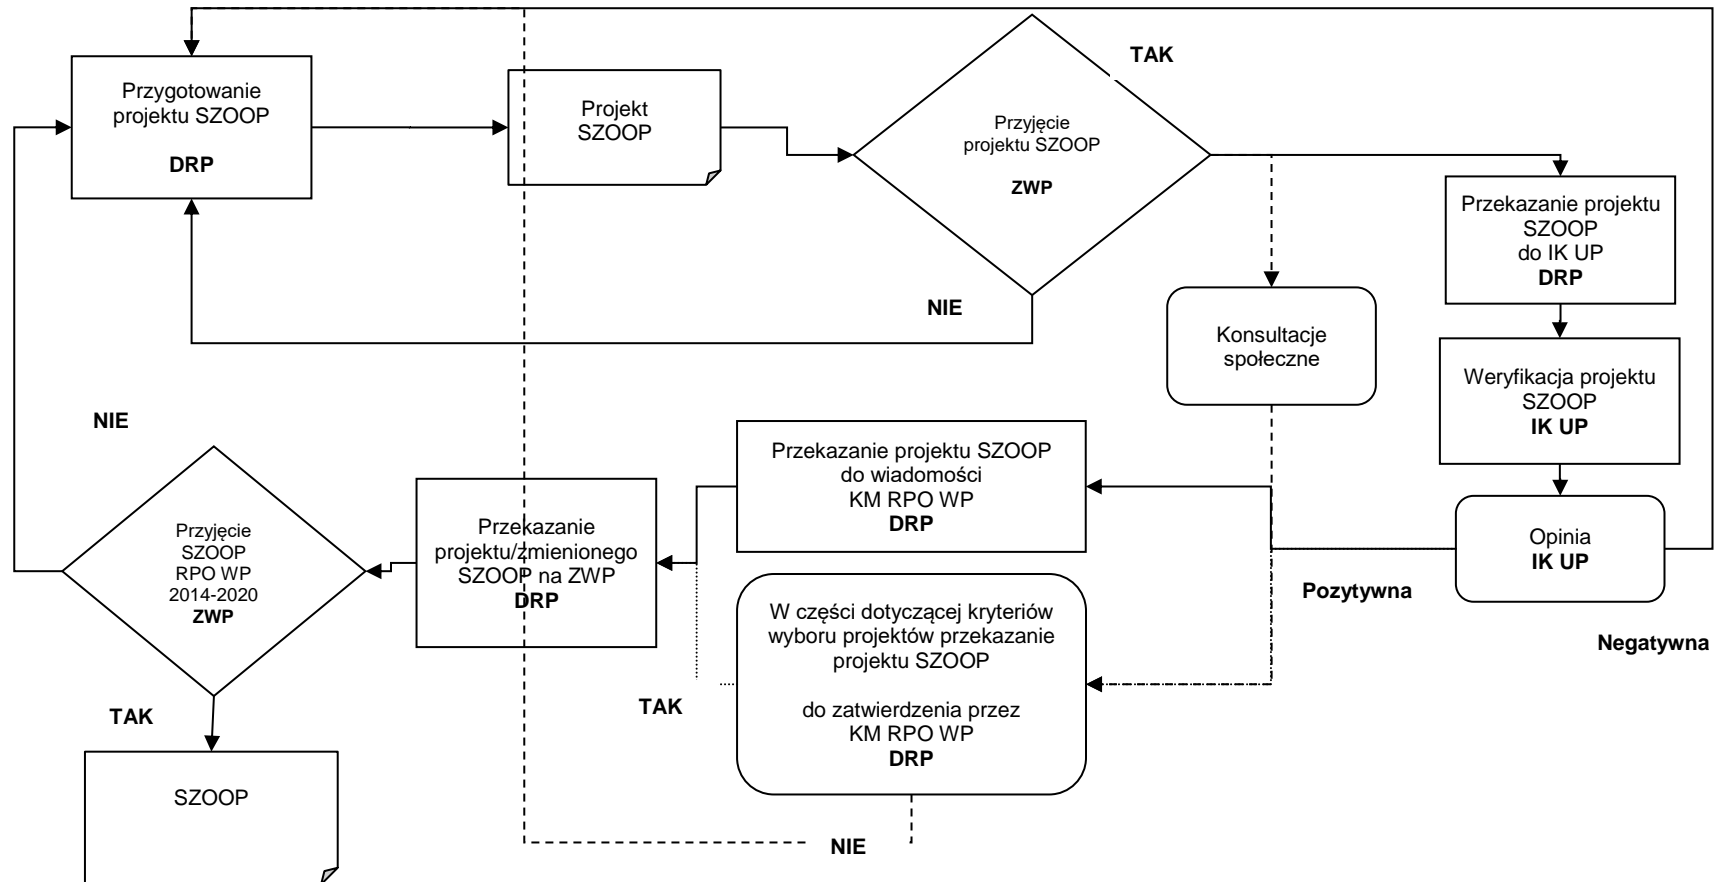 Przygotowanie
projektu SZOOP
DRP
Projekt
SZOOP
Przyjęcie
projektu SZOOP
ZWP
TAK
NIE
Przekazanie projektu
SZOOP
do IK UP
DRP
Konsultacje
społeczne
Weryfikacja projektu
SZOOP
IK UP
Opinia
IK UP
Pozytywna
Negatywna
Przekazanie projektu SZOOP
do wiadomości
KM RPO WP
DRP
W części dotyczącej kryteriów
wyboru projektów przekazanie
projektu SZOOP
do zatwierdzenia przez
KM RPO WP
DRP
TAK
NIE
Przekazanie
projektu/zmienionego
SZOOP na ZWP
DRP
NIE
Przyjęcie
SZOOP
RPO WP
2014-2020
ZWP
TAK
SZOOP